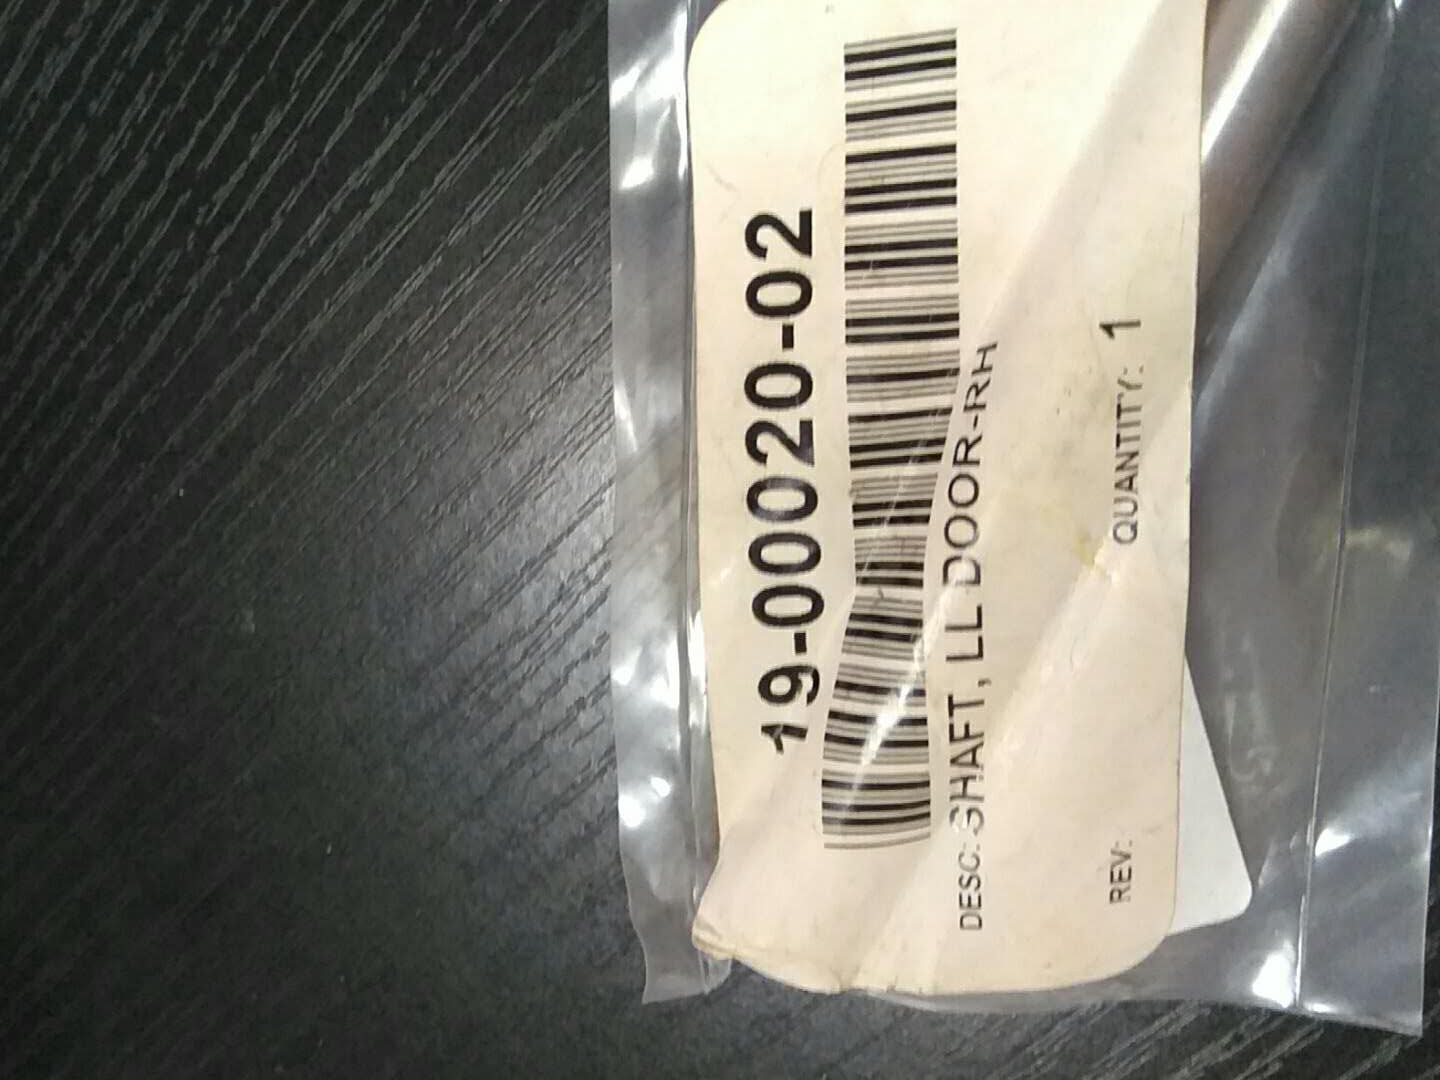 19-00020-02
DESC: SHAFT, LL DOOR-RH
REV: QUANTITY: 1